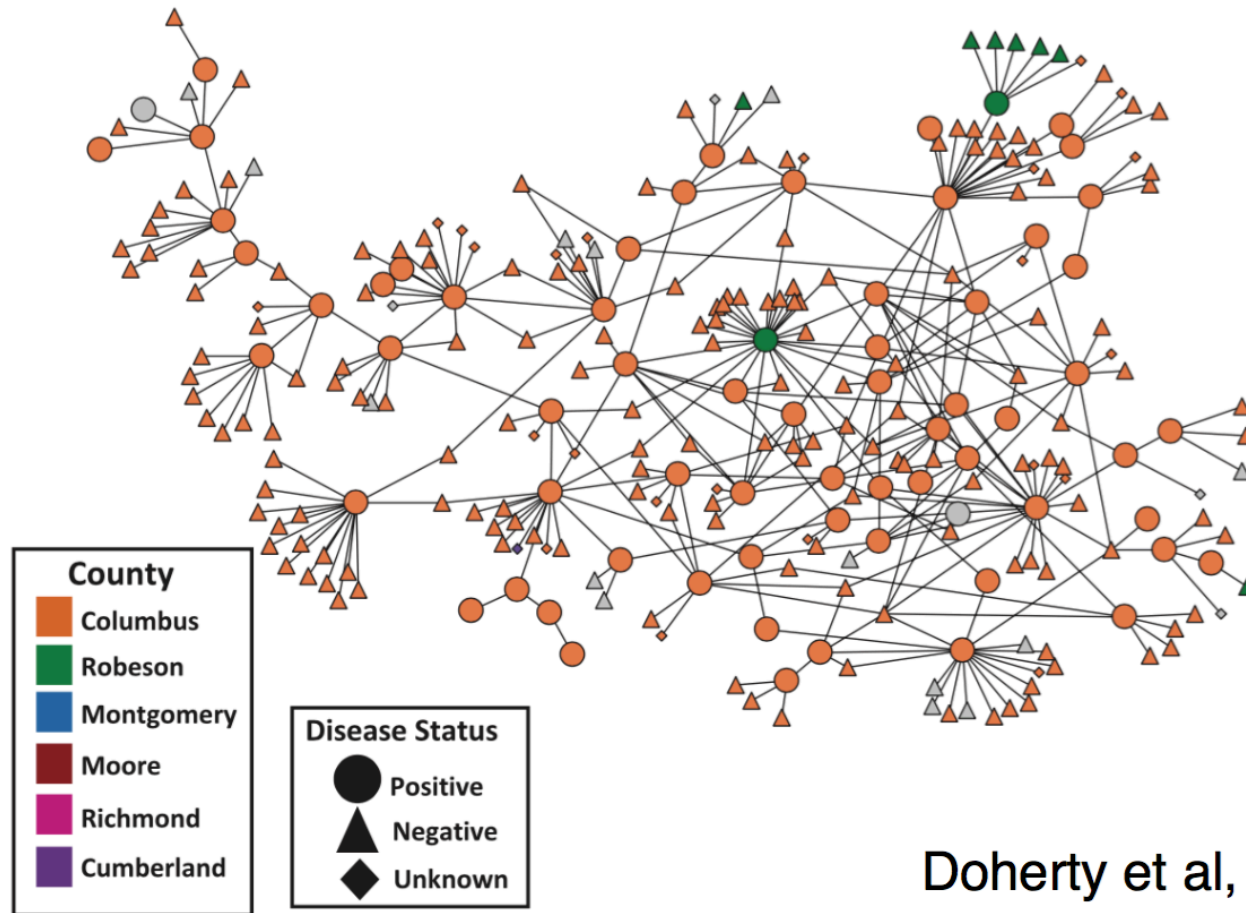 County
Columbus
Robeson
Montgomery
Moore
Richmond
Cumberland
Disease Status
Positive
Negative
Unknown
Doherty et al,